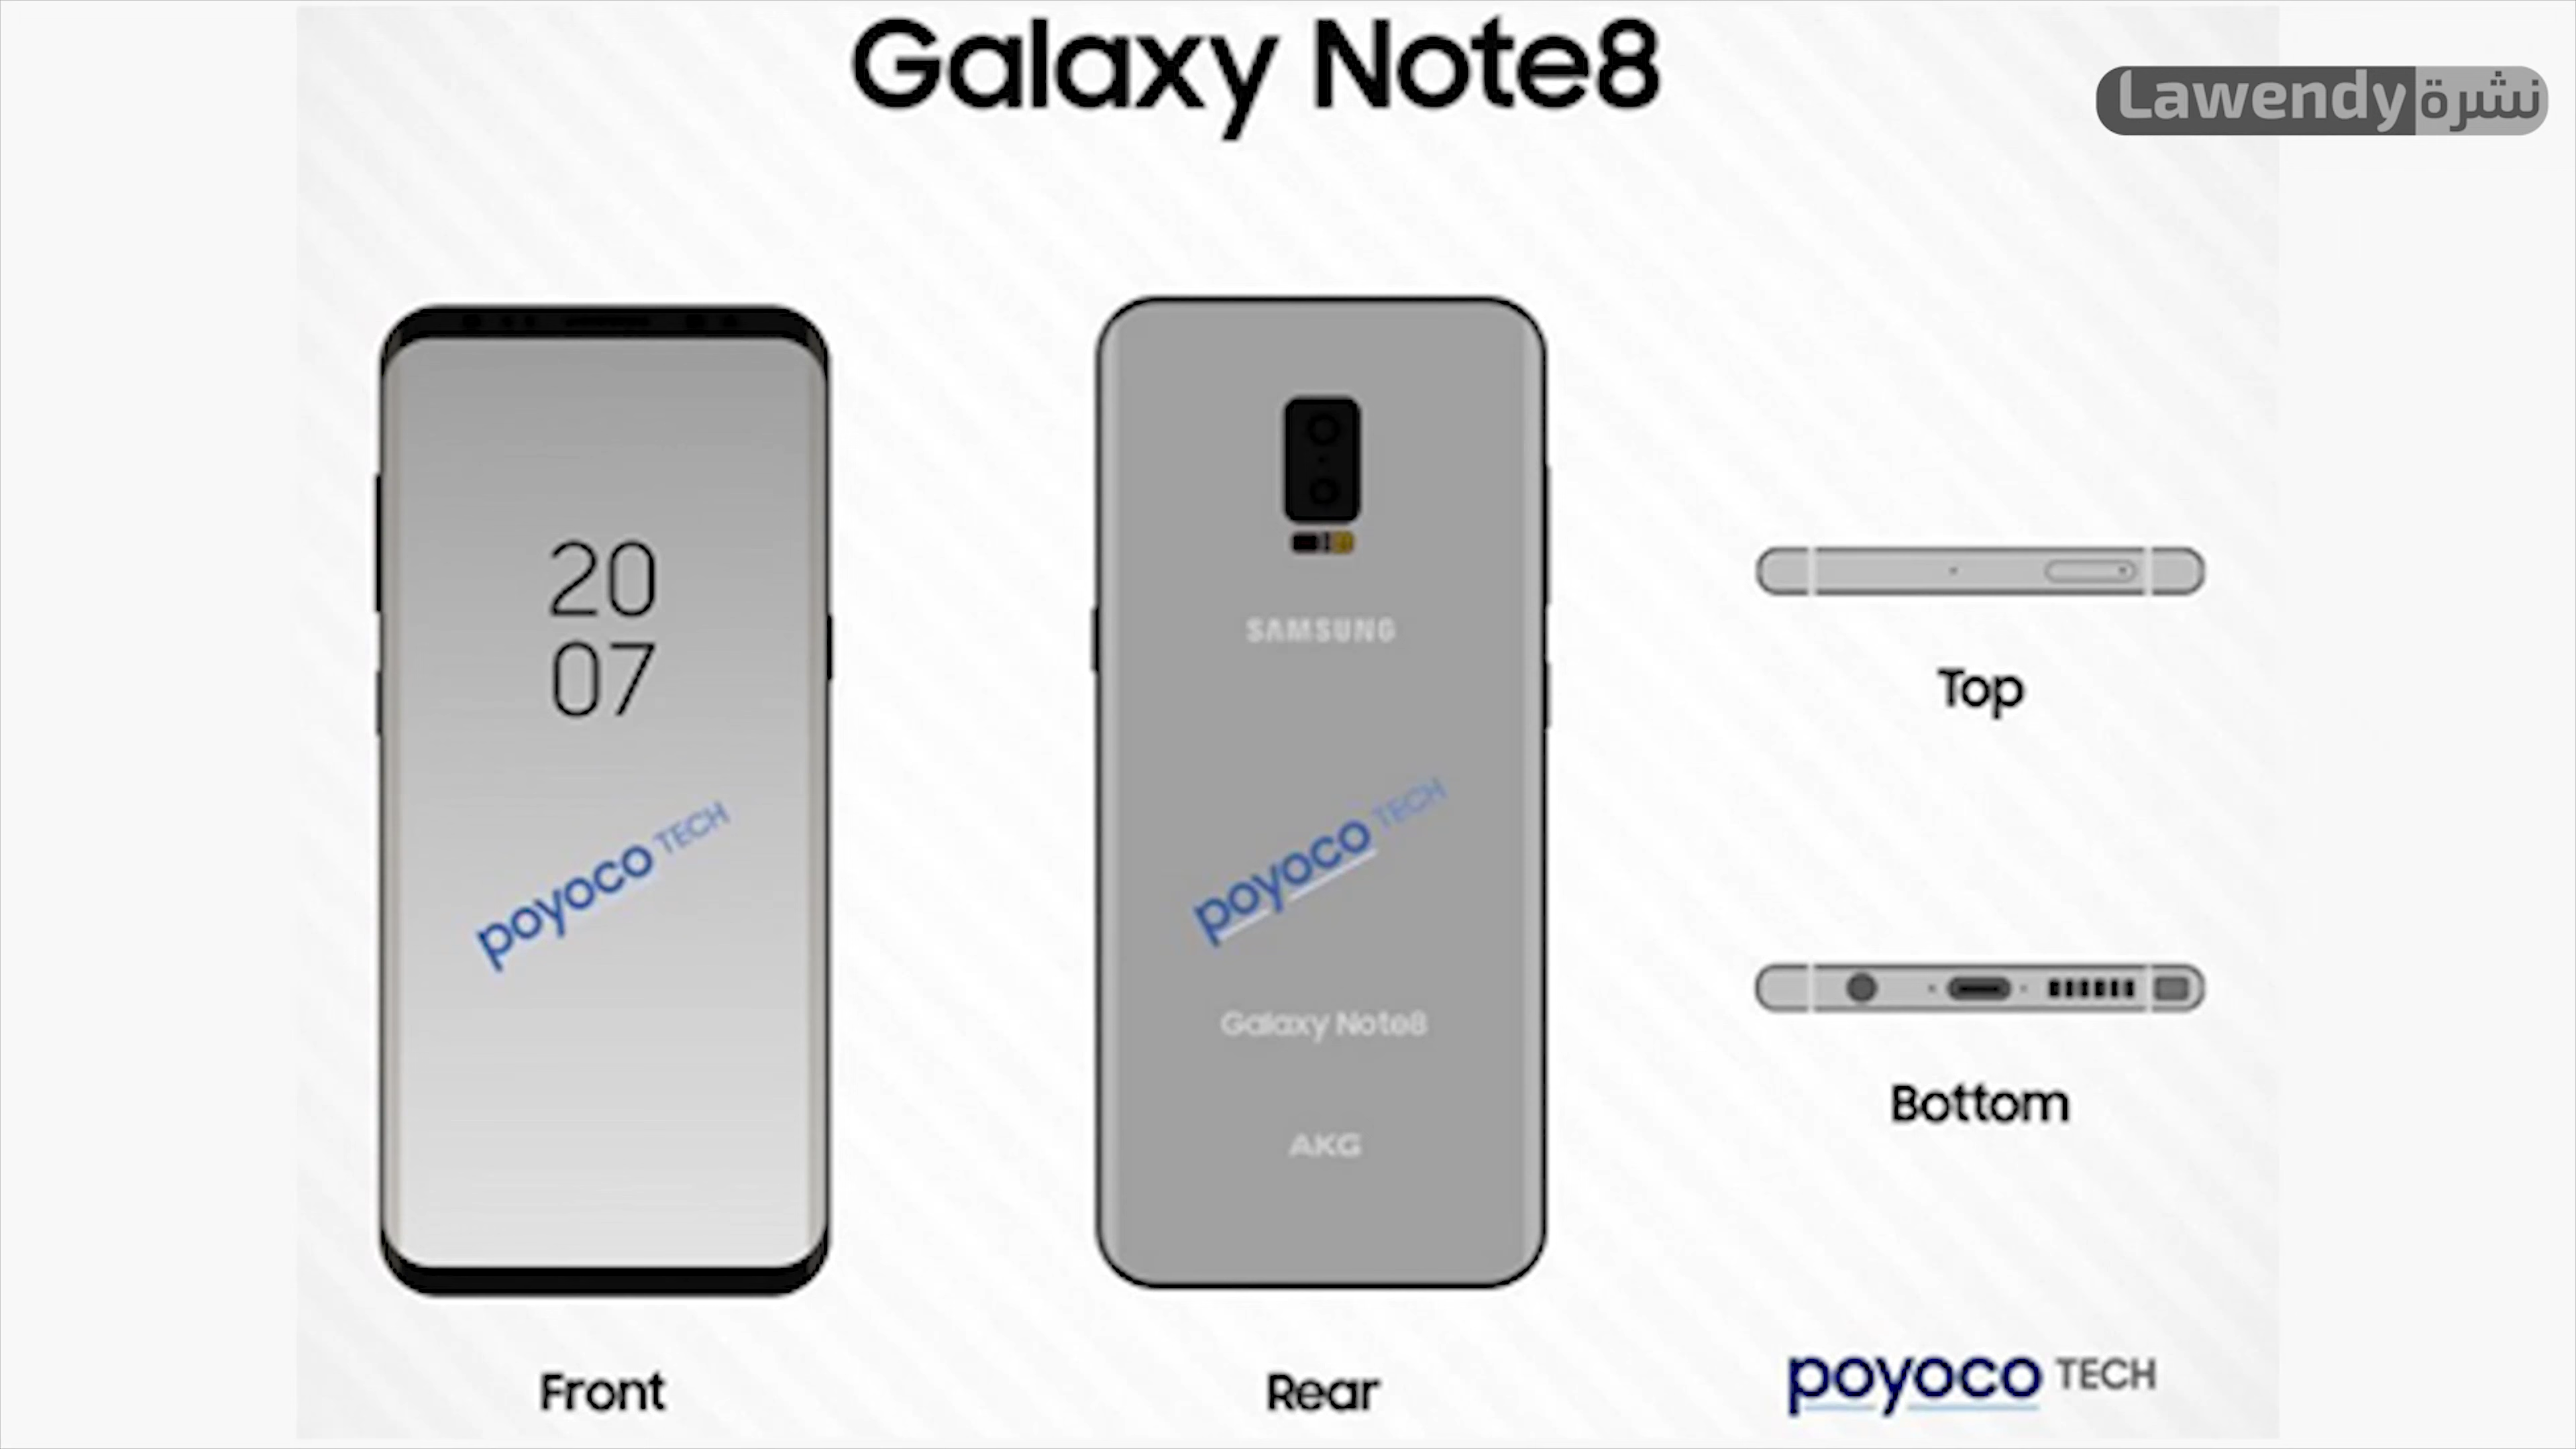 Galaxy Note8
Lawendy نشرة
20
07
poyoco TECH
SAMSUNG
poyoco TECH
Galaxy Note8
AKG
Top
Bottom
Front
Rear
poyoco TECH